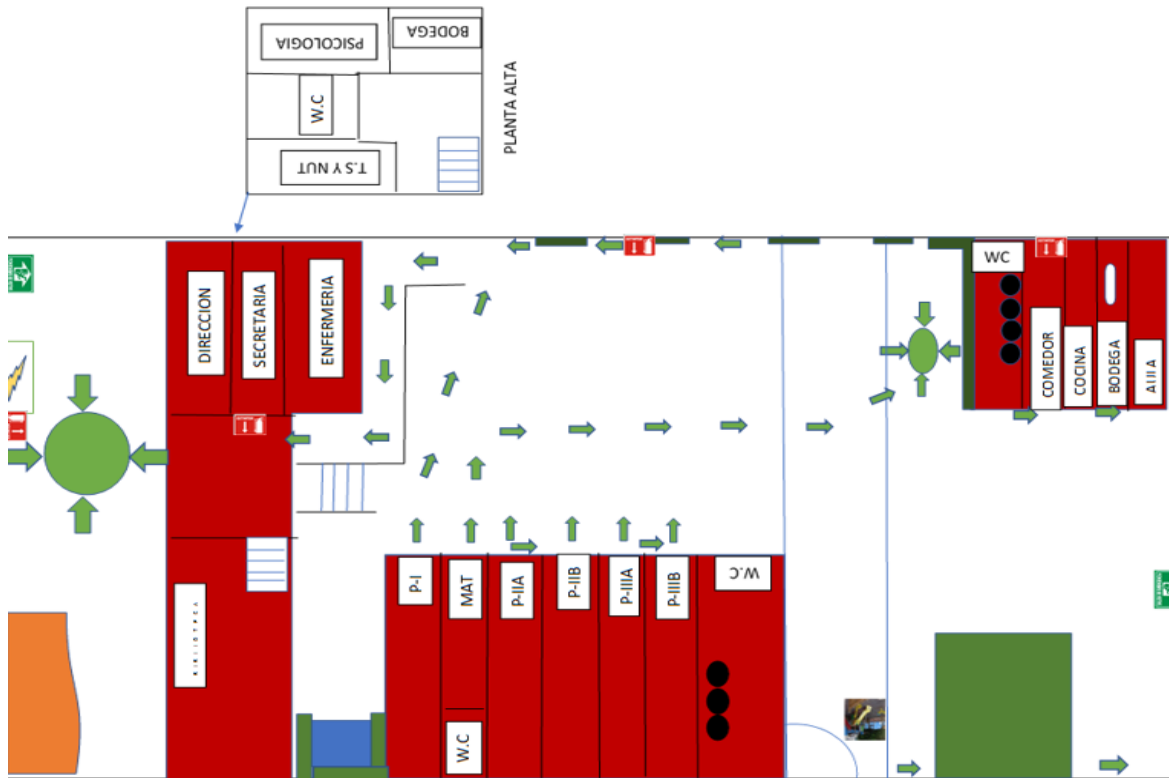 PSICOLOGIA
BODEGA
W.C
T.S Y NUT
PLANTA ALTA
DIRECCION
SECRETARIA
ENFERMERIA
WC
COMEDOR
COCINA
BODEGA
P-I
MAT
P-IIA
P-IIB
P-IIIA
P-IIIB
W.C
W.C